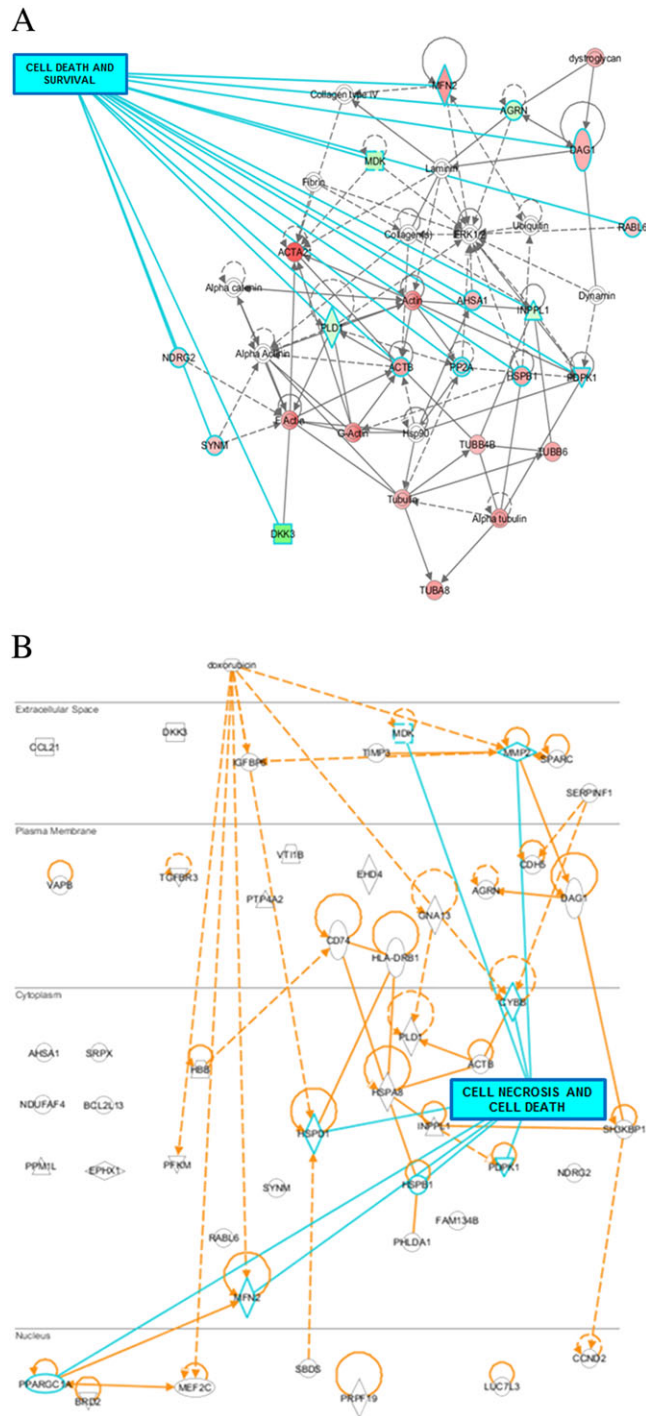 A
CELL DEATH AND
SURVIVAL
dystroglycan
MFN2
Collagen type IV
AGRN
DAG1
MDK
Laminin
Fibrin
RABL6
Collagen(s)
ERK1/2
Ubiquitin
ACTA2
Alpha catenin
Actin
AHSA1
INPPL1
Dynamin
PLD1
Alpha Actinin
NDRG2
ACTB
PP2A
HSPB1
PDPK1
F Actin
G-Actin
Hsp90
SYNM
TUBB4B
TUBB6
Tubulin
Alpha tubulin
DKK3
TUBA8
B
doxorubicin
Extracellular Space
CCL21
DKK3
MDK
IGFBP5
TIMP3
MMP2
SPARC
SERPINF1
Plasma Membrane
VAPB
TGFBR3
VTI1B
PTP4A2
EHD4
CDH5
AGRN
DAG1
GNA13
CD74
HLA-DRB1
Cytoplasm
CYBB
PLD1
AHSA1
SRPX
HBB
ACTB
NDUFAF4
BCL2L13
HSPA8
CELL NECROSIS AND
CELL DEATH
HSPD1
INPPL1
SH3KBP1
PPM1L
EPHX1
PFKM
PDPK1
NDRG2
SYNM
HSPB1
FAM134B
RABL6
PHLDA1
MFN2
Nucleus
PPARGC1A
BRD2
MEF2C
SBDS
PRPF19
LUC7L3
CCND2